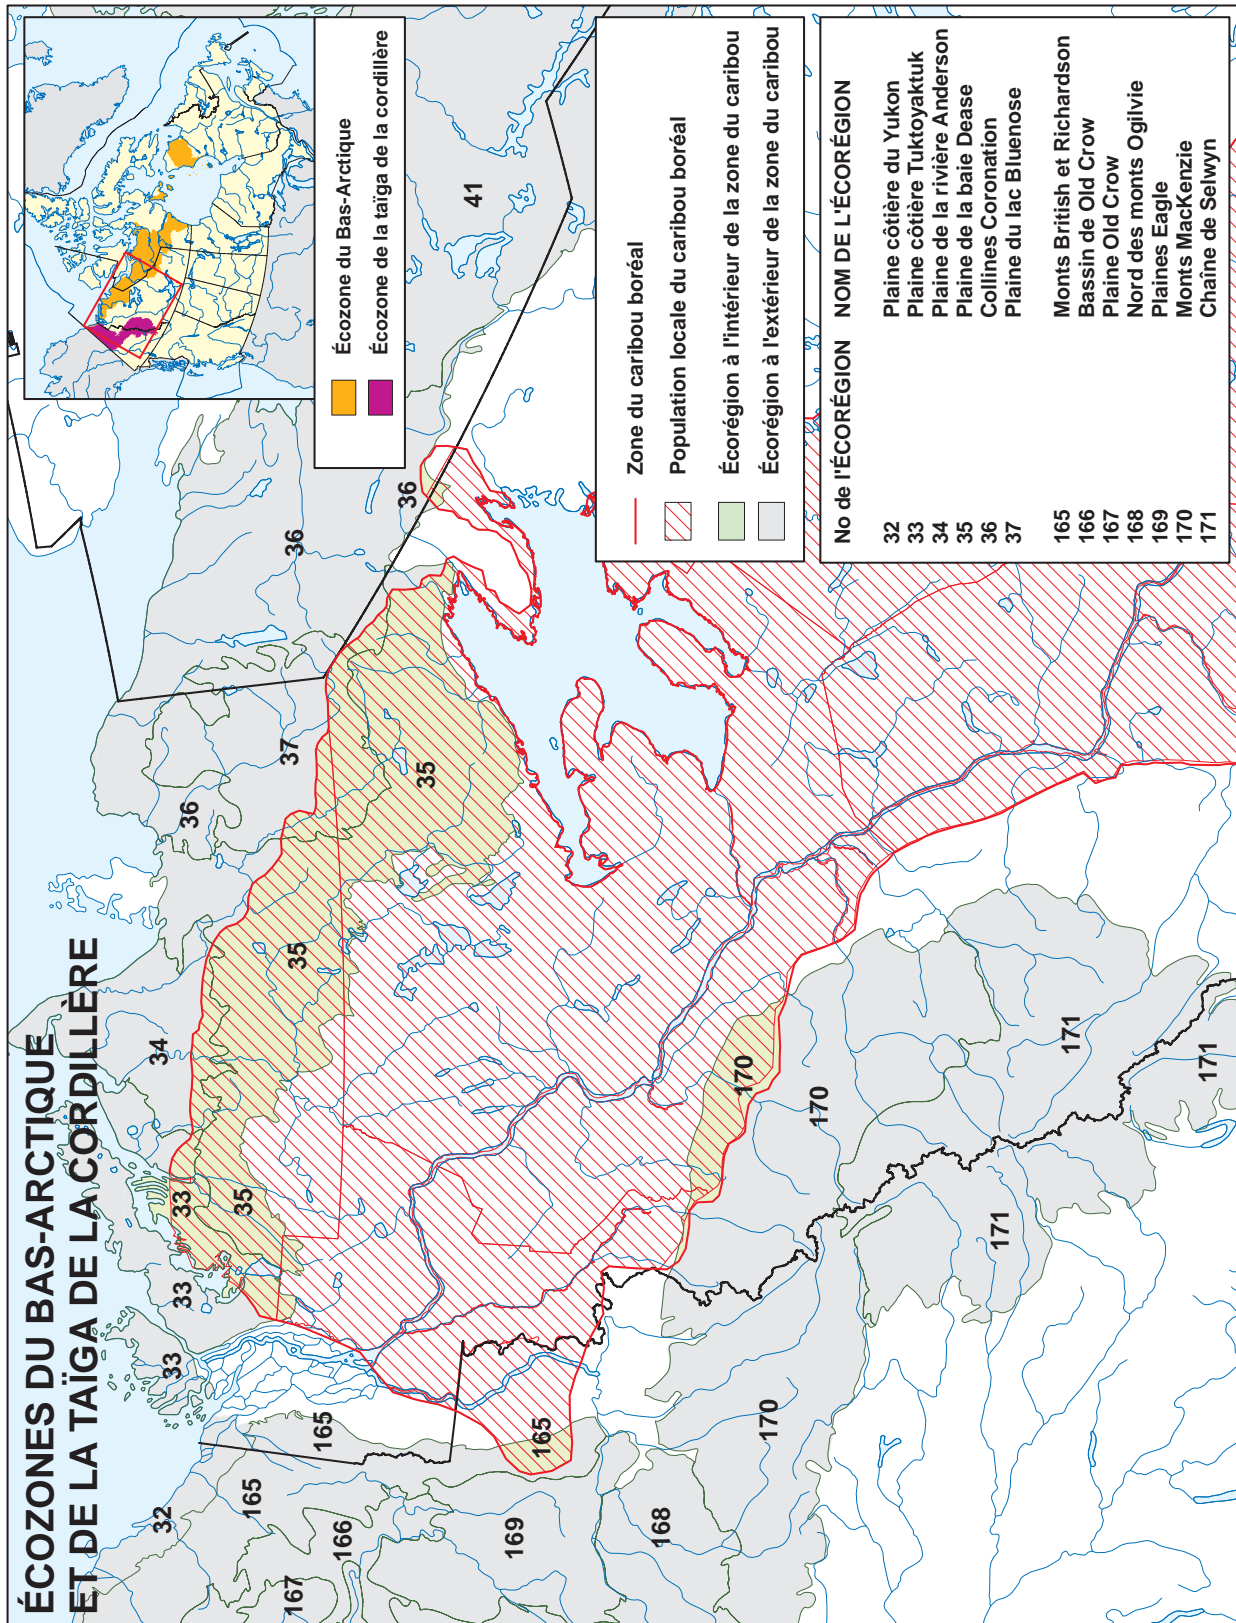 ÉCOZONES DU BAS-ARCTIQUE
ET DE LA TAÏGA DE LA CORDILLÈRE
Écozone du Bas-Arctique
Écozone de la taïga de la cordillère
Zone du caribou boréal
Population locale du caribou boréal
Écorégion à l'intérieur de la zone du caribou
Écorégion à l'extérieur de la zone du caribou
No de l'ÉCORÉGION NOM DE L'ÉCORÉGION
32 Plaine côtière du Yukon
33 Plaine côtière Tuktoyaktuk
34 Plaine de la rivière Anderson
35 Plaine de la baie Dease
36 Collines Coronation
37 Plaine du lac Bluenose
165 Monts British et Richardson
166 Bassin de Old Crow
167 Plaine Old Crow
168 Nord des monts Ogilvie
169 Plaines Eagle
170 Monts MacKenzie
171 Chaîne de Selwyn
32
33
33
33
34
35
35
35
36
36
36
37
41
165
165
165
166
167
168
169
170
170
170
171
171
171